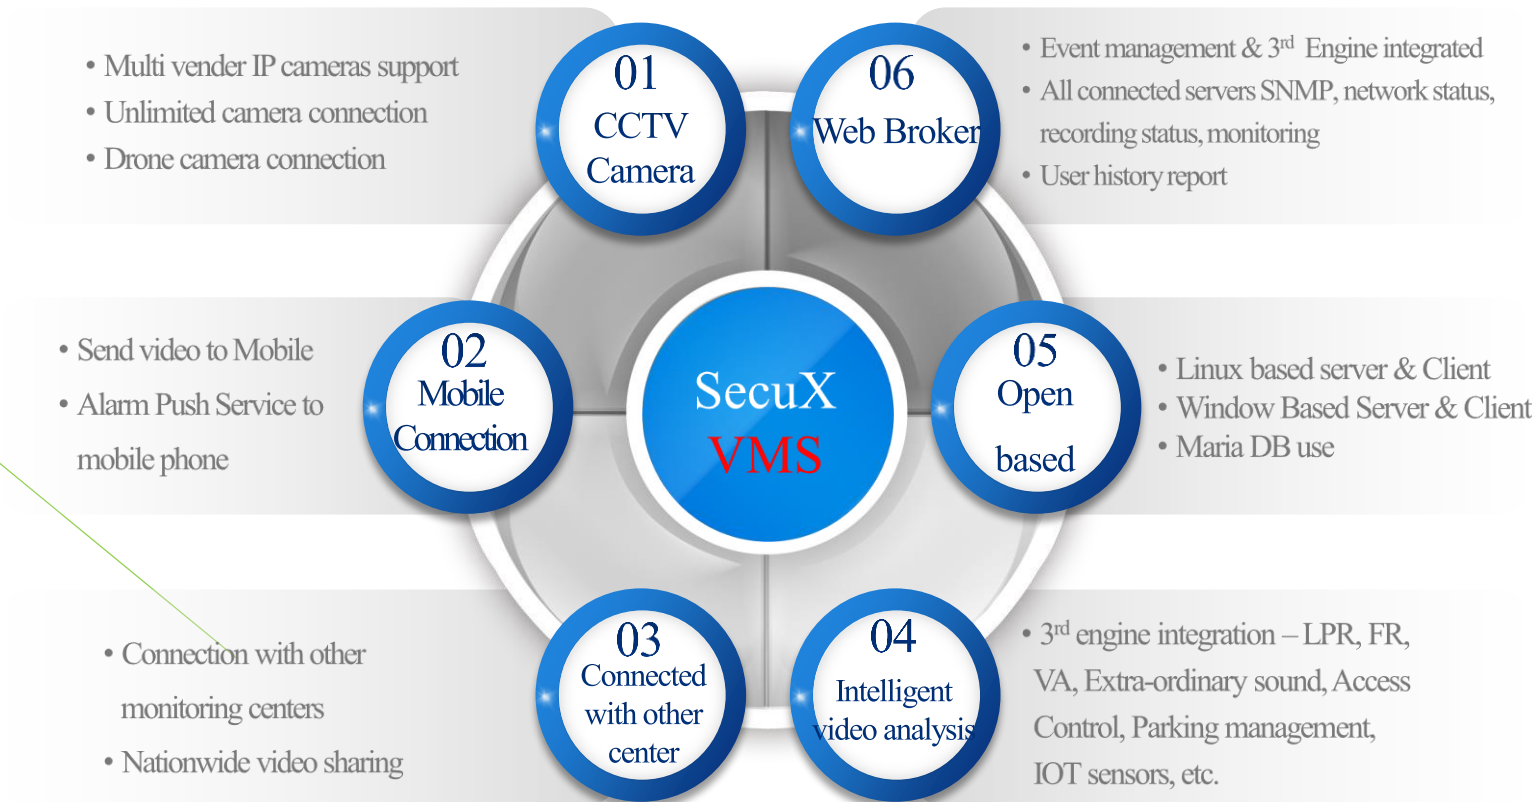 • Multi vender IP cameras support
• Unlimited camera connection
• Drone camera connection
01
CCTV
Camera
06
Web Broker
• Event management & 3rd Engine integrated
• All connected servers SNMP, network status,
recording status, monitoring
• User history report
• Send video to Mobile
• Alarm Push Service to
mobile phone
02
Mobile
Connection
SecuX
VMS
05
Open
based
• Linux based server & Client
• Window Based Server & Client
• Maria DB use
• Connection with other
monitoring centers
• Nationwide video sharing
03
Connected
with other
center
04
Intelligent
video analysis
• 3rd engine integration – LPR, FR,
VA, Extra-ordinary sound, Access
Control, Parking management,
IOT sensors, etc.